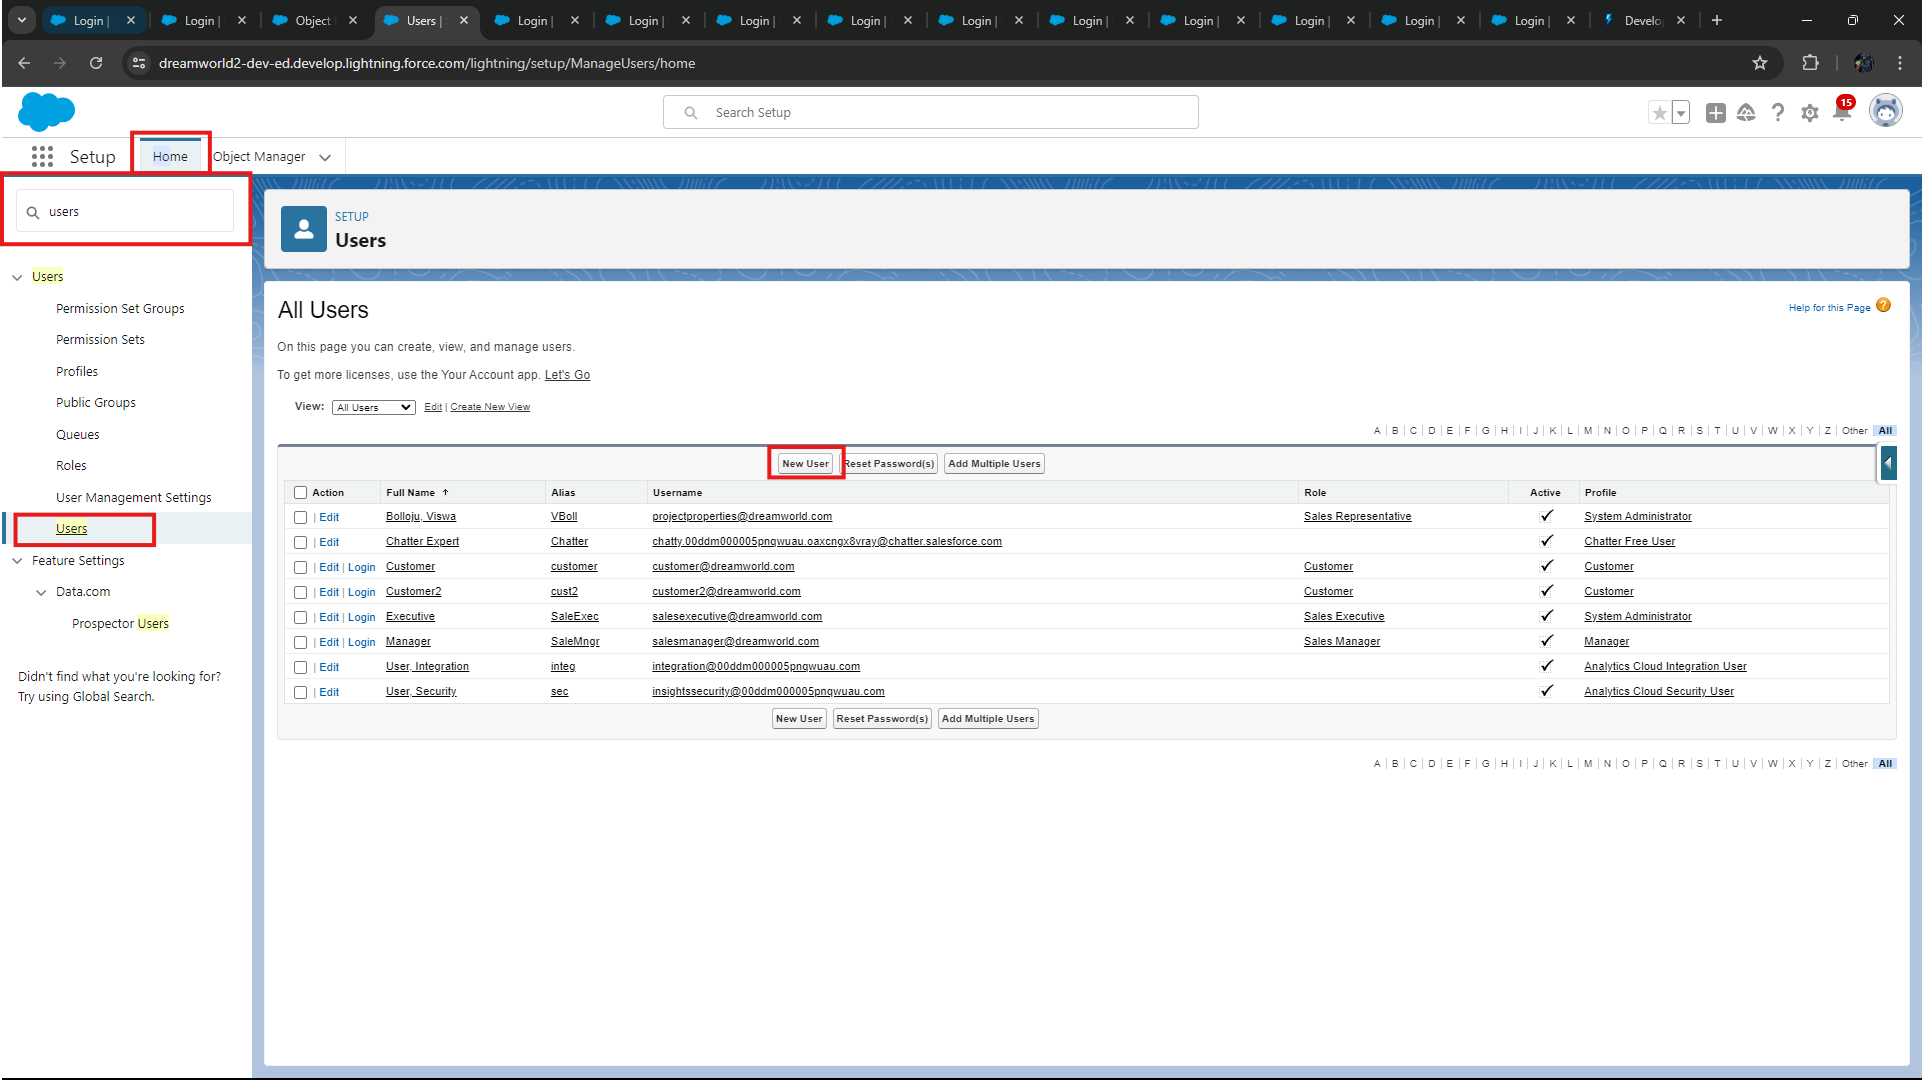 Login |
Login |
Object
Users |
Login |
Login |
Login |
Login |
Login |
Login |
Login |
Login |
Login |
Login |
Develo
dreamworld2-dev-ed.develop.lightning.force.com/lightning/setup/ManageUsers/home
Search Setup
15
Setup
Home
Object Manager
users
SETUP
Users
Users
Permission Set Groups
Permission Sets
Profiles
Public Groups
Queues
Roles
User Management Settings
Users
Feature Settings
Data.com
Prospector Users
Didn't find what you're looking for?
Try using Global Search.
All Users
Help for this Page ?
On this page you can create, view, and manage users.
To get more licenses, use the Your Account app. Let's Go
View: All Users Edit | Create New View
A | B | C | D | E | F | G | H | I | J | K | L | M | N | O | P | Q | R | S | T | U | V | W | X | Y | Z | Other All
New User Reset Password(s) Add Multiple Users
Action Full Name ↑ Alias Username Role Active Profile
| Edit Bolloju, Viswa VBoll projectproperties@dreamworld.com Sales Representative ✓ System Administrator
| Edit Chatter Expert Chatter chatty.00ddm000005pnqwuau.oaxcngx8vray@chatter.salesforce.com ✓ Chatter Free User
| Edit | Login Customer customer customer@dreamworld.com Customer ✓ Customer
| Edit | Login Customer2 cust2 customer2@dreamworld.com Customer ✓ Customer
| Edit | Login Executive SaleExec salesexecutive@dreamworld.com Sales Executive ✓ System Administrator
| Edit | Login Manager SaleMngr salesmanager@dreamworld.com Sales Manager ✓ Manager
| Edit User, Integration integ integration@00ddm000005pnqwuau.com ✓ Analytics Cloud Integration User
| Edit User, Security sec insightssecurity@00ddm000005pnqwuau.com ✓ Analytics Cloud Security User
New User Reset Password(s) Add Multiple Users
A | B | C | D | E | F | G | H | I | J | K | L | M | N | O | P | Q | R | S | T | U | V | W | X | Y | Z | Other All